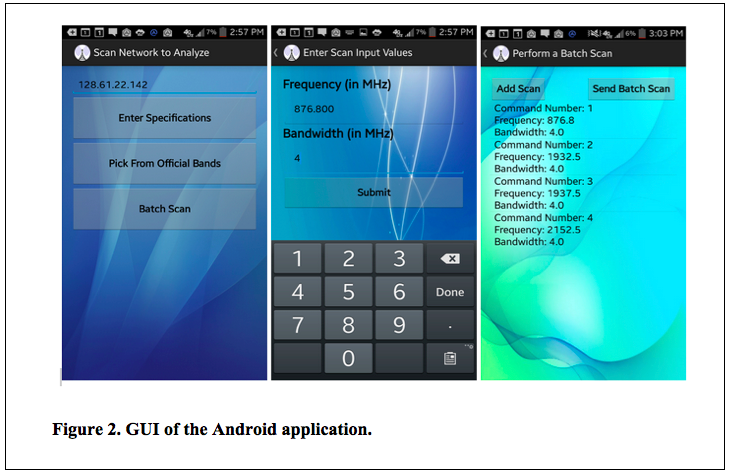 7% 2:57 PM
Scan Network to Analyze
128.61.22.142
Enter Specifications
Pick From Official Bands
Batch Scan
7% 2:57 PM
Enter Scan Input Values
Frequency (in MHz)
876.800
Bandwidth (in MHz)
4
Submit
1 2 3
4 5 6 Done
7 8 9 .
0
6% 3:03 PM
Perform a Batch Scan
Add Scan Send Batch Scan
Command Number: 1
Frequency: 876.8
Bandwidth: 4.0
Command Number: 2
Frequency: 1932.5
Bandwidth: 4.0
Command Number: 3
Frequency: 1937.5
Bandwidth: 4.0
Command Number: 4
Frequency: 2152.5
Bandwidth: 4.0
Figure 2. GUI of the Android application.